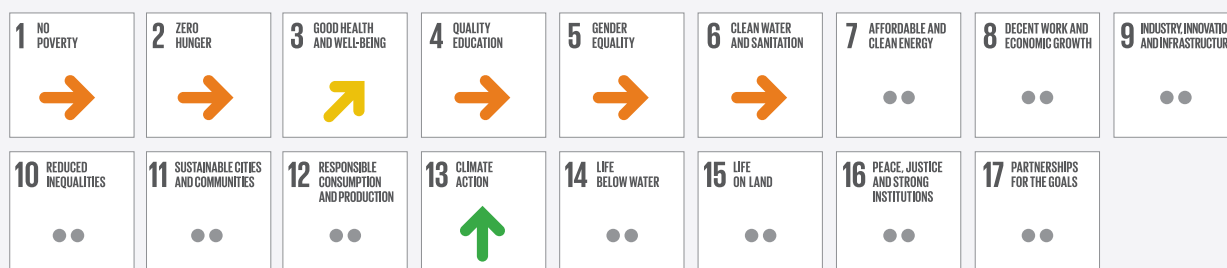 1 NO
POVERTY
2 ZERO
HUNGER
3 GOOD HEALTH
AND WELL-BEING
4 QUALITY
EDUCATION
5 GENDER
EQUALITY
6 CLEAN WATER
AND SANITATION
7 AFFORDABLE AND
CLEAN ENERGY
8 DECENT WORK AND
ECONOMIC GROWTH
9 INDUSTRY, INNOVATIO
AND INFRASTRUCTUR
10 REDUCED
INEQUALITIES
11 SUSTAINABLE CITIES
AND COMMUNITIES
12 RESPONSIBLE
CONSUMPTION
AND PRODUCTION
13 CLIMATE
ACTION
14 LIFE
BELOW WATER
15 LIFE
ON LAND
16 PEACE, JUSTICE
AND STRONG
INSTITUTIONS
17 PARTNERSHIPS
FOR THE GOALS